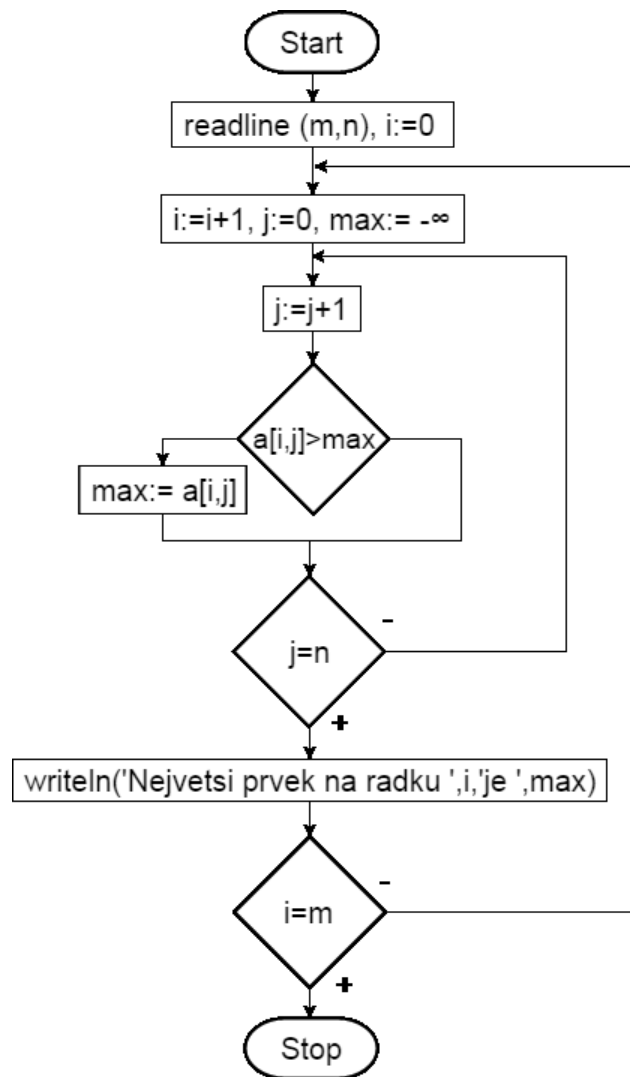 Start
readline (m,n), i:=0
i:=i+1, j:=0, max:= -∞
j:=j+1
a[i,j]>max
max:= a[i,j]
-
j=n
+
writeln('Nejvetsi prvek na radku ',i,'je ',max)
-
i=m
+
Stop